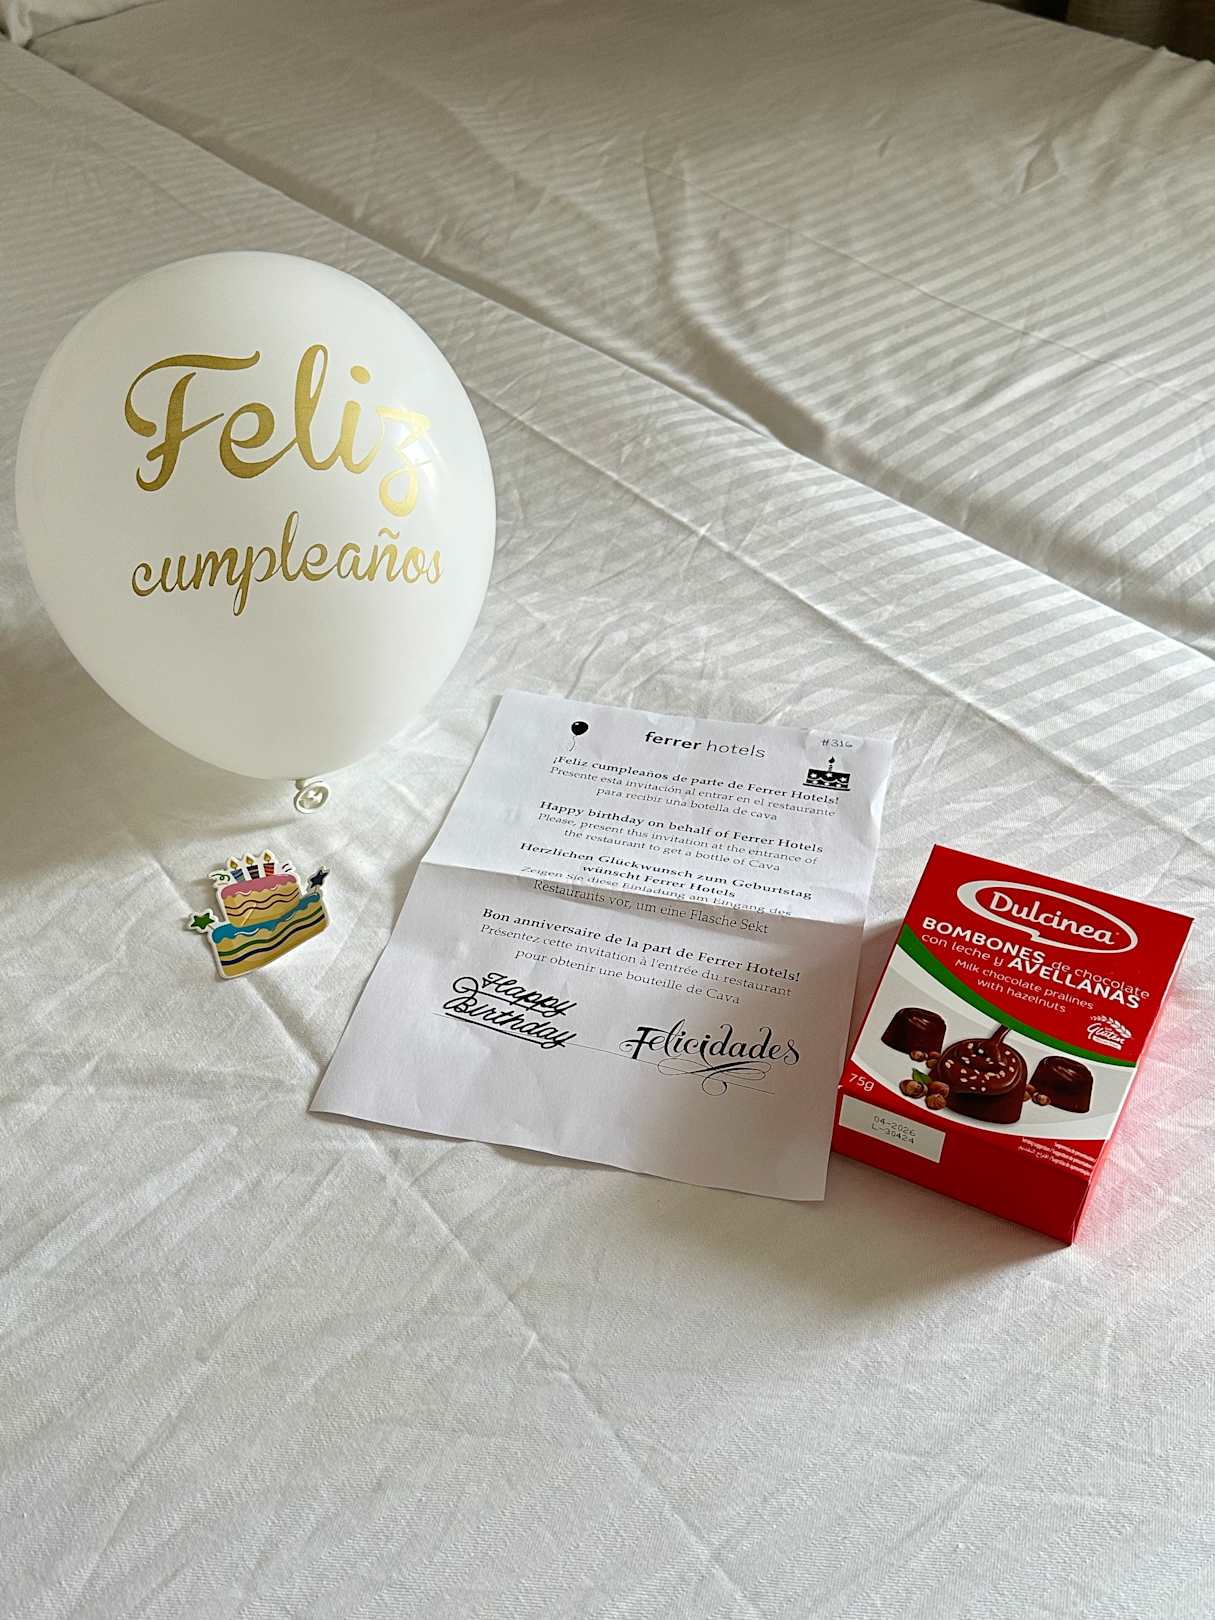 Feliz
cumpleaños
ferrer hotels
#316
¡Feliz cumpleaños de parte de Ferrer Hotels!
Presente esta invitación al entrar en el restaurante
para recibir una botella de cava
Happy birthday on behalf of Ferrer Hotels
Please, present this invitation at the entrance of
the restaurant to get a bottle of Cava
Herzlichen Glückwunsch zum Geburtstag
wünscht Ferrer Hotels
Zeigen Sie diese Einladung am Eingang des
Restaurants vor, um eine Flasche Sekt
Bon anniversaire de la part de Ferrer Hotels!
Présentez cette invitation à l'entrée du restaurant
pour obtenir une bouteille de Cava
Happy
Birthday
Felicidades
Dulcinea
BOMBONES de chocolate
con leche y AVELLANAS
Milk chocolate pralines
with hazelnuts
Gluten
75g
04-2026
L-30424